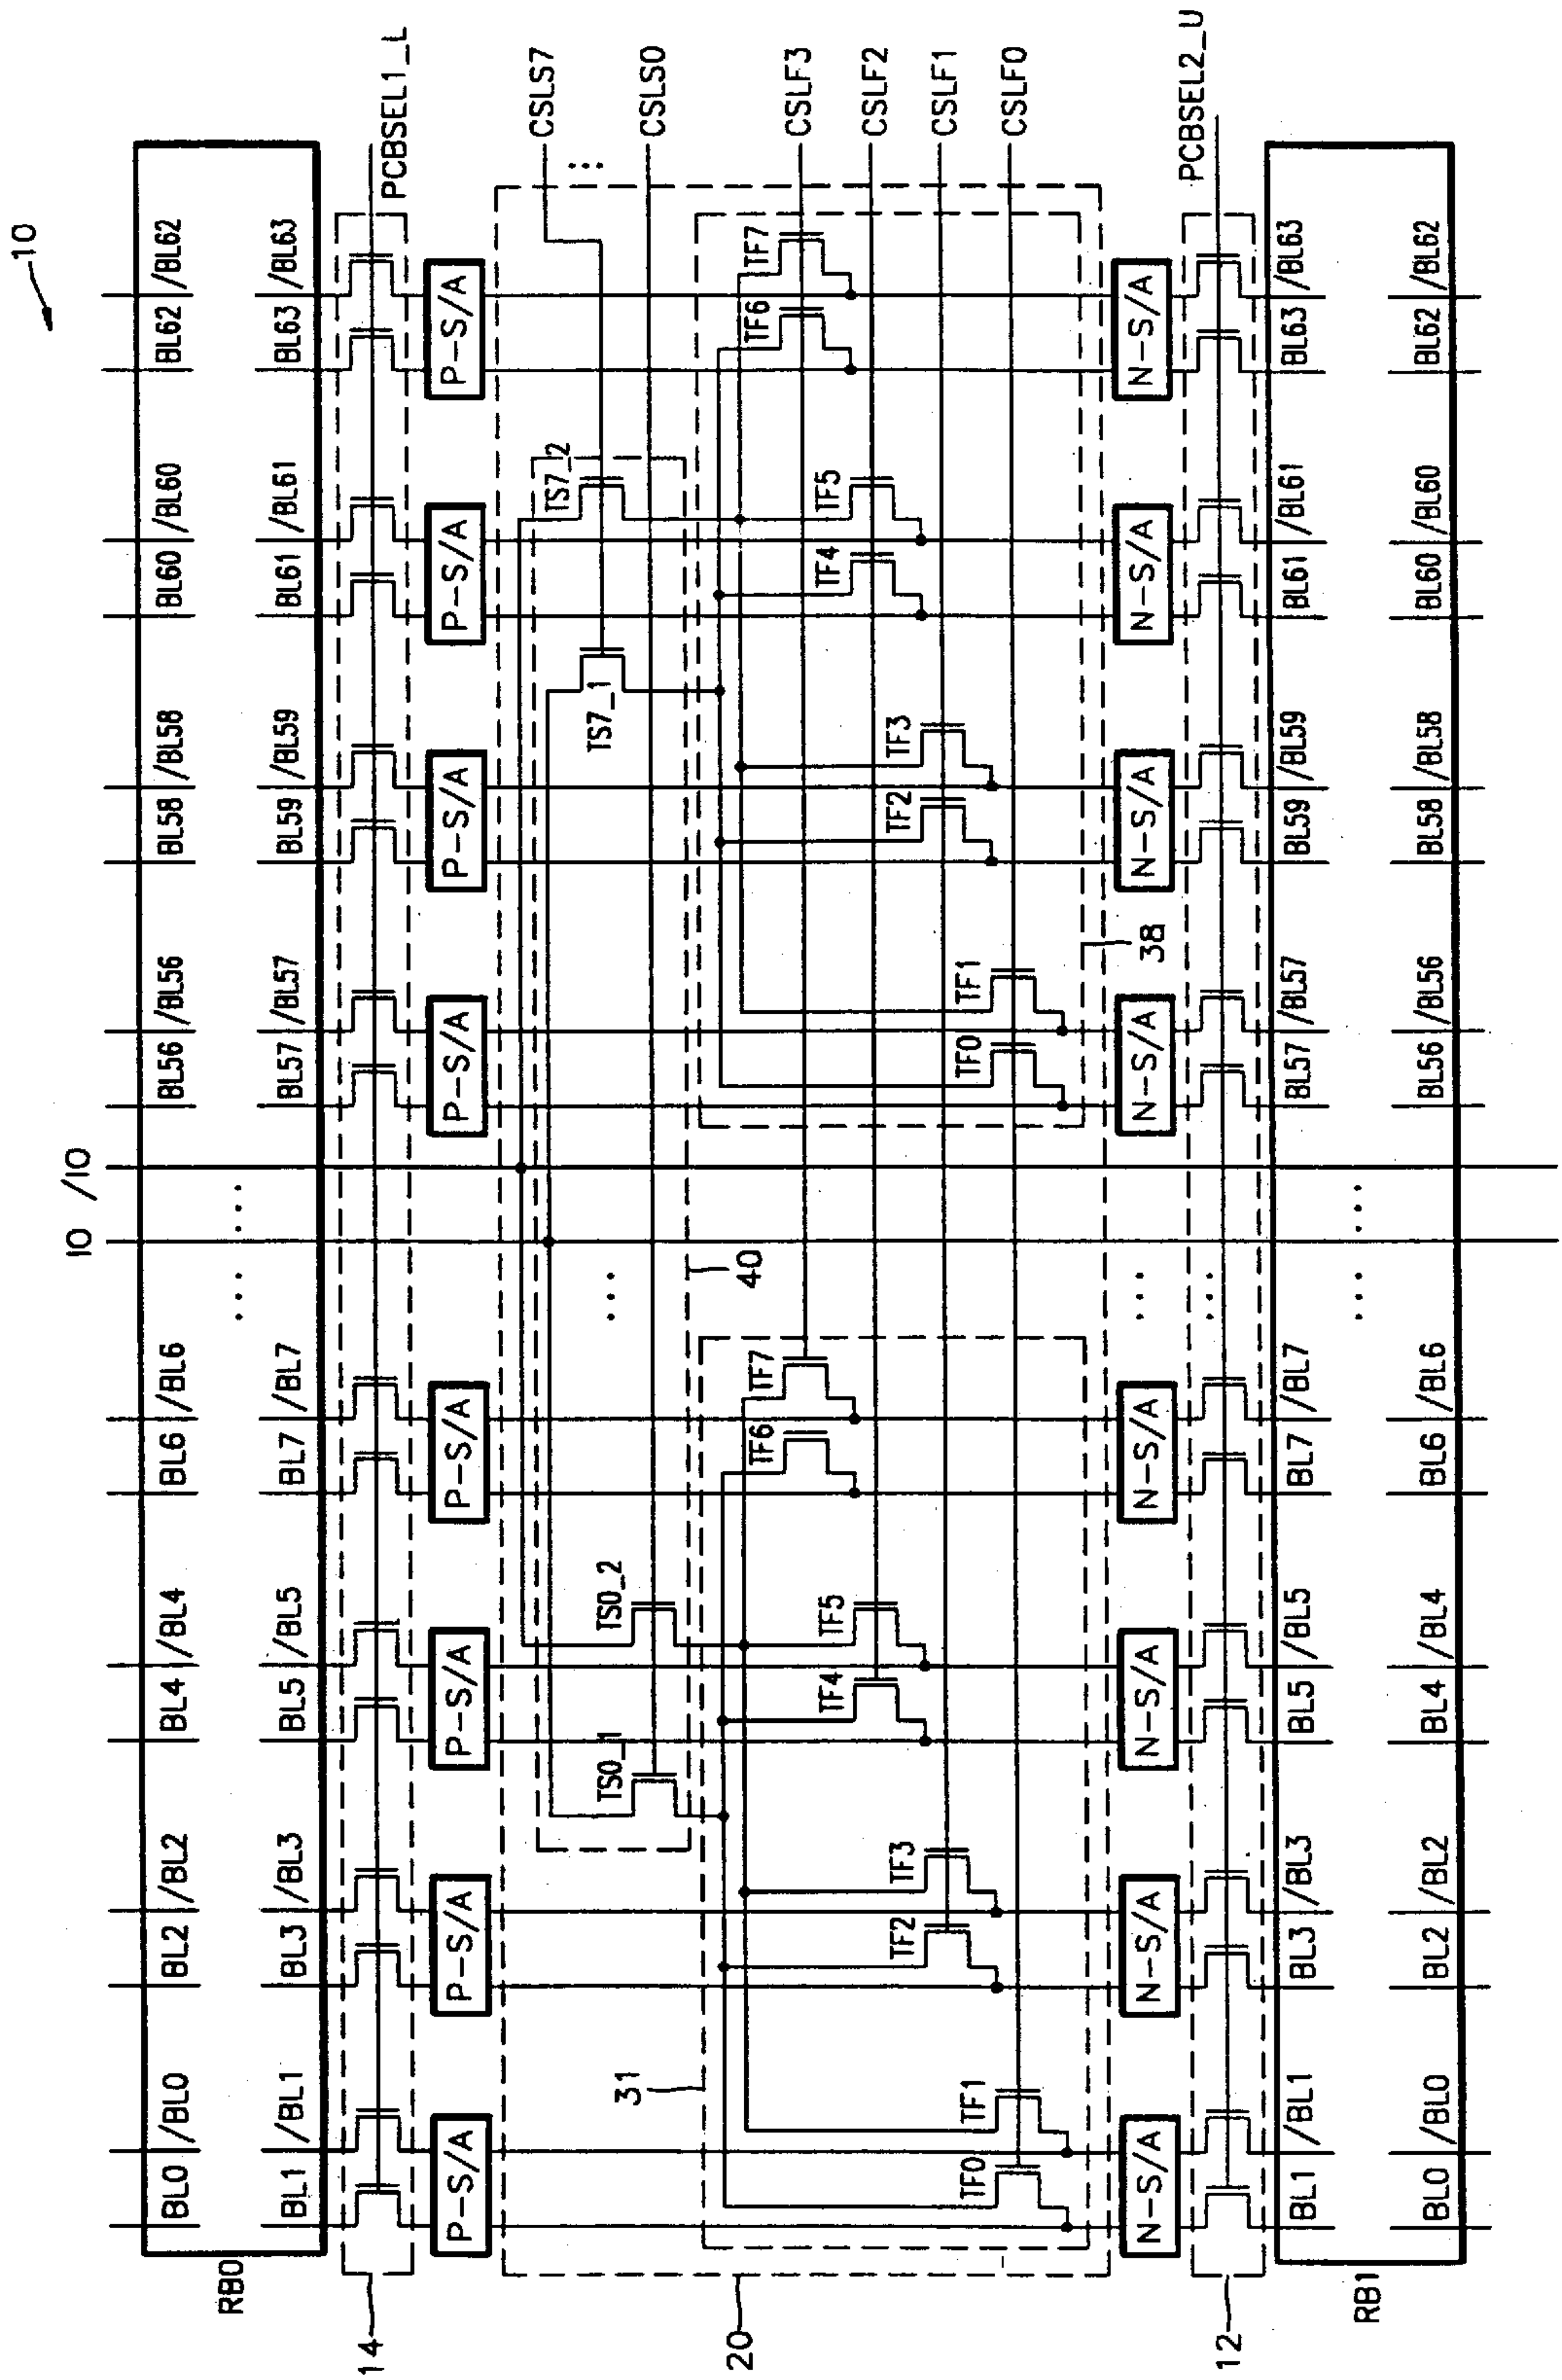 10
10 /10
BL0 /BL0 BL2 /BL2 BL4 /BL4 BL6 /BL6 BL56 /BL56 BL58 /BL58 BL60 /BL60 BL62 /BL62
.... ....
BL1 /BL1 BL3 /BL3 BL5 /BL5 BL7 /BL7 BL57 /BL57 BL59 /BL59 BL61 /BL61 BL63 /BL63
RB0
14
PCBSEL1_L
P-S/A P-S/A P-S/A P-S/A P-S/A P-S/A P-S/A P-S/A
CSLS7
...
CSLS0
TS0_1 TS0_2 ... TS7_1 TS7_2
40
31
20
TF6 TF7 TF6 TF7 CSLF3
TF4 TF5 TF4 TF5 CSLF2
TF2 TF3 TF2 TF3 CSLF1
TF0 TF1 TF0 TF1 CSLF0
38
N-S/A N-S/A N-S/A N-S/A ... N-S/A N-S/A N-S/A N-S/A
12
...
PCBSEL2_U
BL1 /BL1 BL3 /BL3 BL5 /BL5 BL7 /BL7 BL57 /BL57 BL59 /BL59 BL61 /BL61 BL63 /BL63
... ....
BL0 /BL0 BL2 /BL2 BL4 /BL4 BL6 /BL6 BL56 /BL56 BL58 /BL58 BL60 /BL60 BL62 /BL62
RB1